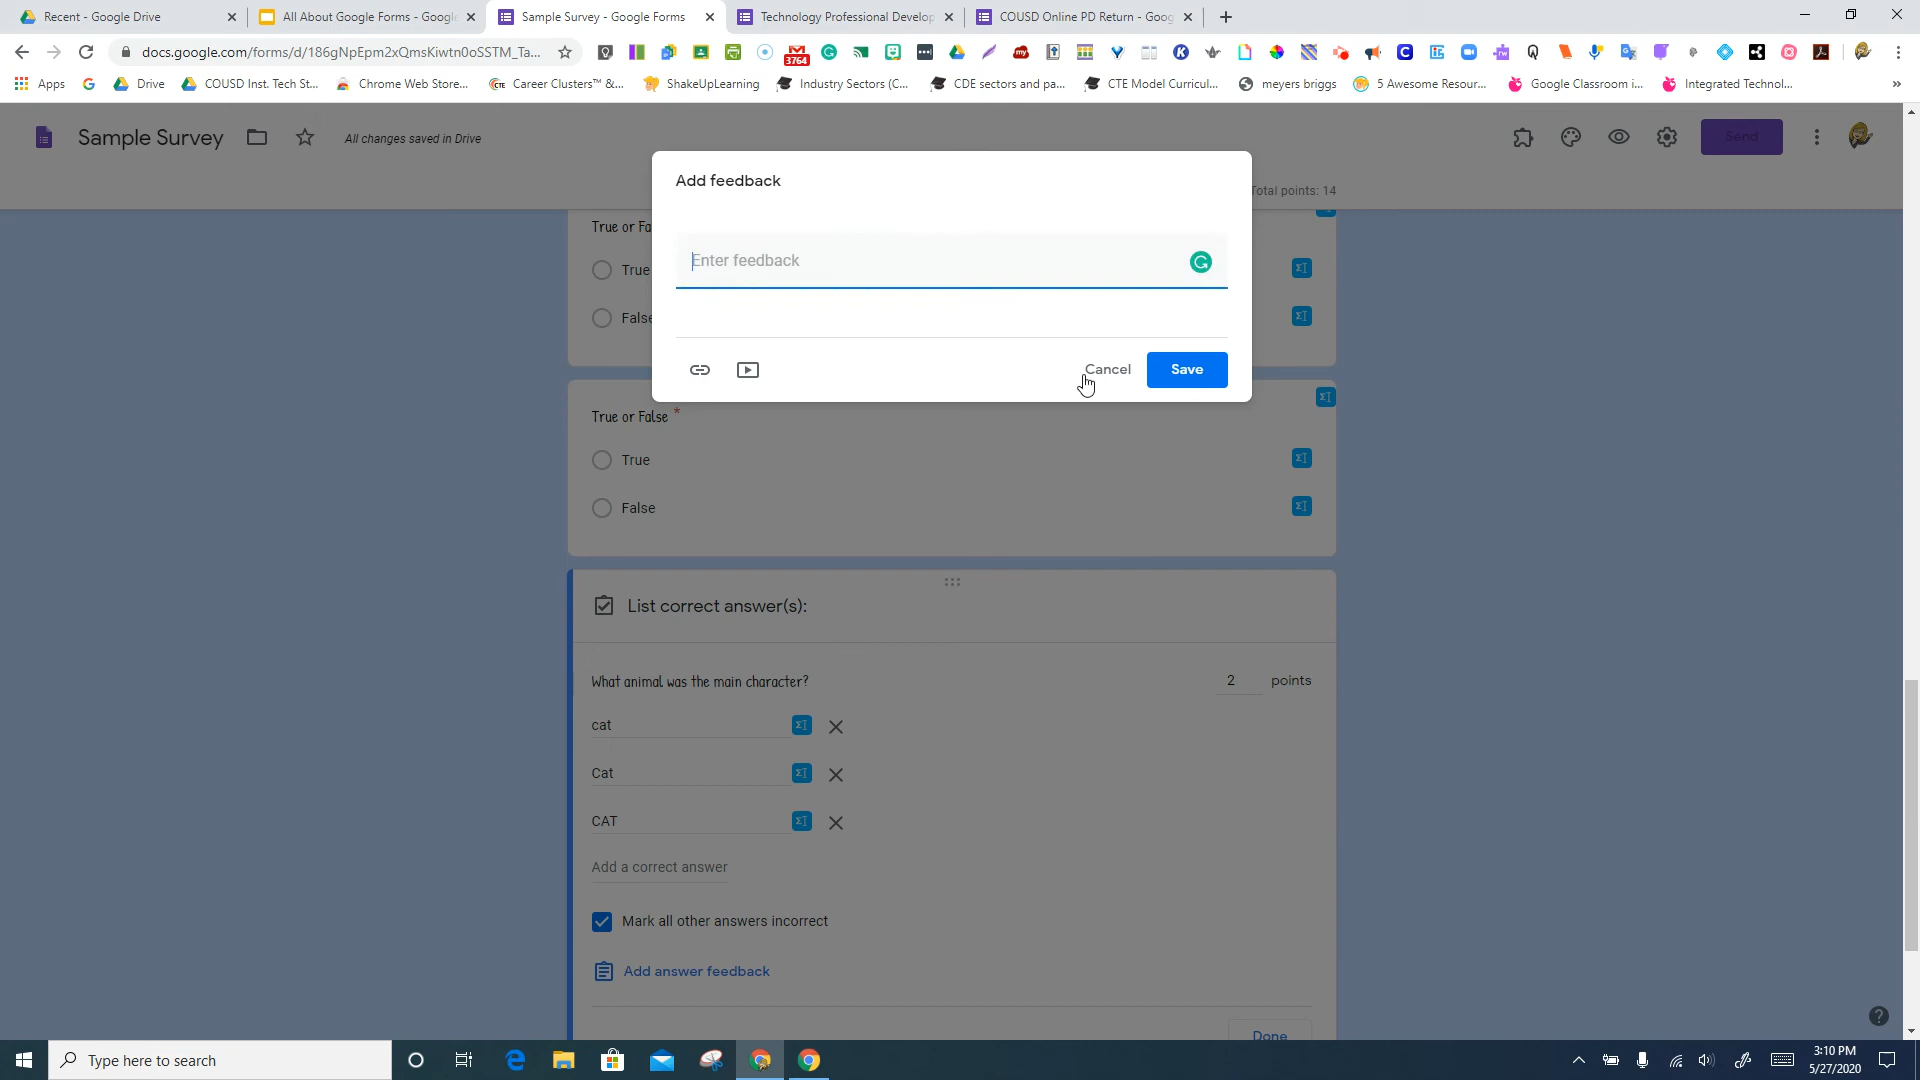 Recent - Google Drive
All About Google Forms - Google
Sample Survey - Google Forms
Technology Professional Develop
COUSD Online PD Return - Goog
docs.google.com/forms/d/186gNpEpm2xQmsKiwtn0oSSTM_Ta...
3764
Apps
Drive
COUSD Inst. Tech St...
Chrome Web Store...
Career Clusters™ &...
ShakeUpLearning
Industry Sectors (C...
CDE sectors and pa...
CTE Model Curricul...
meyers briggs
5 Awesome Resour...
Google Classroom i...
Integrated Technol...
Sample Survey
All changes saved in Drive
Send
Total points: 14
Add feedback
Enter feedback
Cancel
Save
True or Fa
True
False
True or False *
True
False
List correct answer(s):
What animal was the main character?
2 points
cat
Cat
CAT
Add a correct answer
Mark all other answers incorrect
Add answer feedback
Done
Type here to search
3:10 PM
5/27/2020